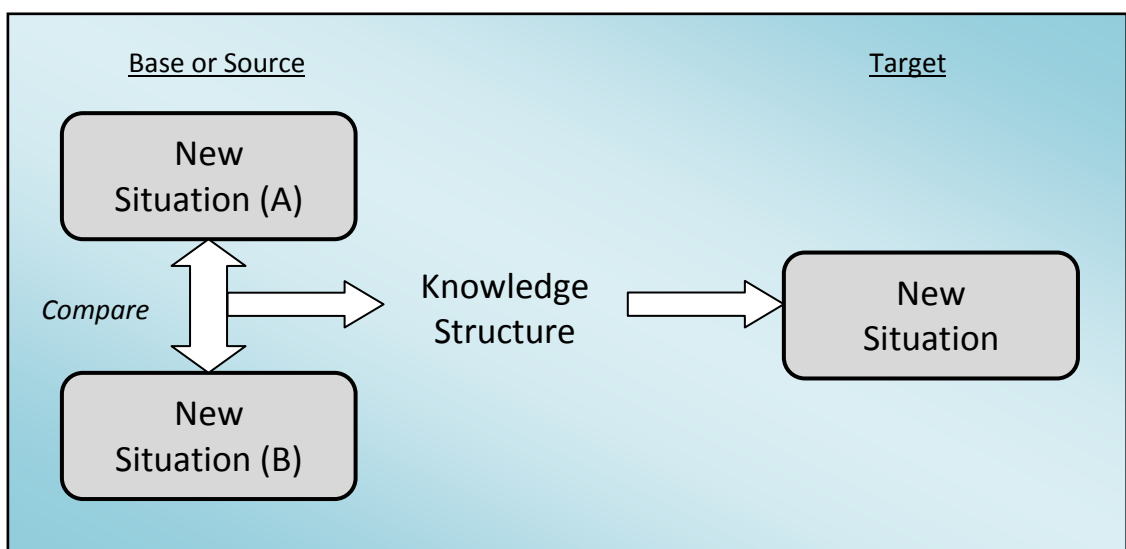 Base or Source
Target
New
Situation (A)
Compare
Knowledge
Structure
New
Situation
New
Situation (B)